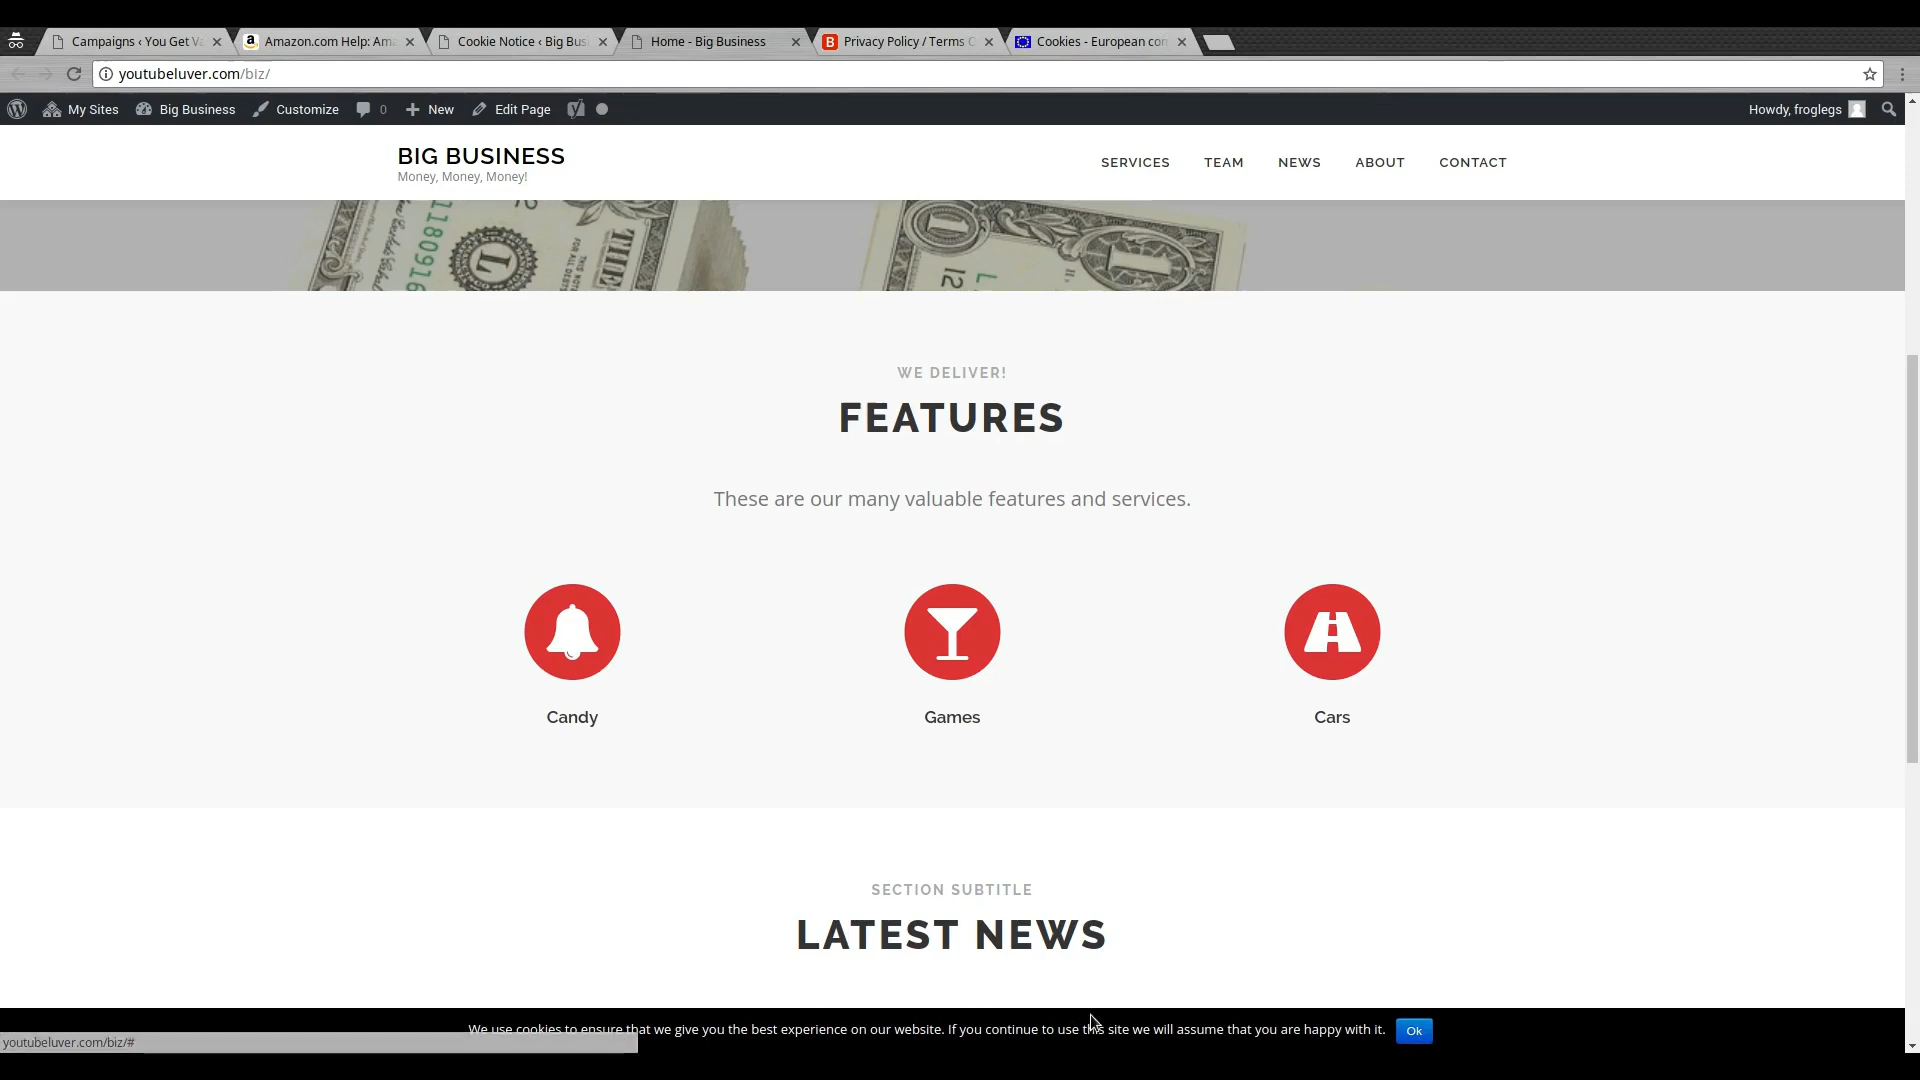 Campaigns ‹ You Get Va
Amazon.com Help: Ama
Cookie Notice ‹ Big Busi
Home - Big Business
Privacy Policy / Terms C
Cookies - European com
youtubeluver.com/biz/
My Sites
Big Business
Customize
0
New
Edit Page
Howdy, froglegs
BIG BUSINESS
Money, Money, Money!
SERVICES
TEAM
NEWS
ABOUT
CONTACT
WE DELIVER!
FEATURES
These are our many valuable features and services.
Candy
Games
Cars
SECTION SUBTITLE
LATEST NEWS
We use cookies to ensure that we give you the best experience on our website. If you continue to use this site we will assume that you are happy with it.
Ok
youtubeluver.com/biz/#